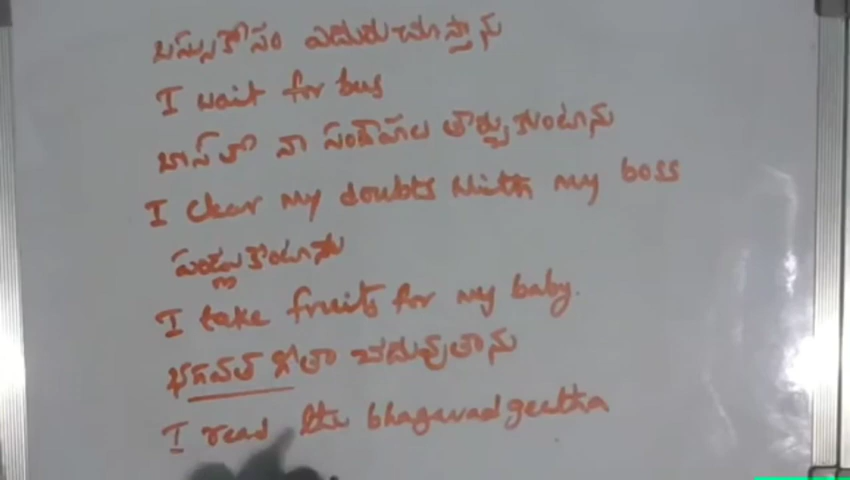 బస్సుకోసం ఎదురుచూస్తాను
I wait for bus
బాస్‌తో నా సందేహాలు తీర్చుకుంటాను
I clear my doubts with my boss
పండ్లుకొంటాను
I take fruits for my baby.
భగవత్ గీతా చదువుతాను
I read the bhagavad geetha